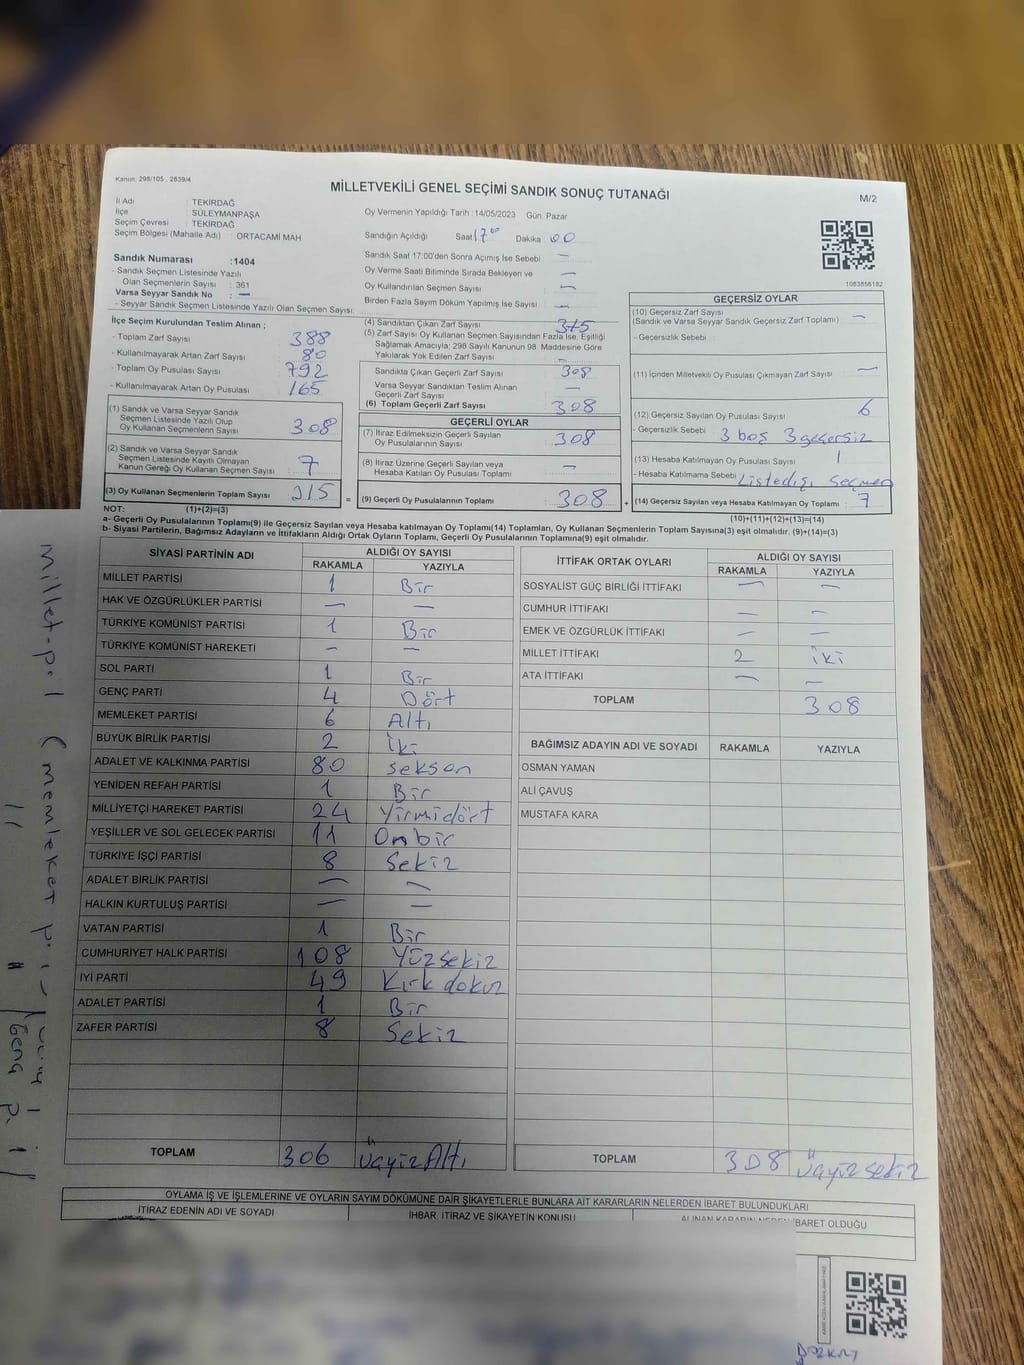 Kanun: 298/105 , 2839/4
MİLLETVEKİLİ GENEL SEÇİMİ SANDIK SONUÇ TUTANAĞI
M/2
İl Adı : TEKİRDAĞ
İlçe : SÜLEYMANPAŞA
Seçim Çevresi : TEKİRDAĞ
Seçim Bölgesi (Mahalle Adı) : ORTACAMİ MAH
Oy Vermenin Yapıldığı Tarih : 14/05/2023 Gün Pazar
Sandığın Açıldığı Saat 17 00 Dakika 00
Sandık Saat 17:00'den Sonra Açımış İse Sebebi : —
Oy Verme Saati Bitiminde Sırada Bekleyen ve —
Oy Kullandırılan Seçmen Sayısı : —
Birden Fazla Sayım Döküm Yapılmış İse Sayısı : —
Sandık Numarası :1404
- Sandık Seçmen Listesinde Yazılı
Olan Seçmenlerin Sayısı : 361
Varsa Seyyar Sandık No : —
- Seyyar Sandık Seçmen Listesinde Yazılı Olan Seçmen Sayısı:
1083856182
İlçe Seçim Kurulundan Teslim Alınan ;
- Toplam Zarf Sayısı : 388
- Kullanılmayarak Artan Zarf Sayısı : 80
- Toplam Oy Pusulası Sayısı : 792
- Kullanılmayarak Artan Oy Pusulası : 165
(1) Sandık ve Varsa Seyyar Sandık
Seçmen Listesinde Yazılı Olup
Oy Kullanan Seçmenlerin Sayısı : 308
(2) Sandık ve Varsa Seyyar Sandık
Seçmen Listesinde Kayıtlı Olmayan
Kanun Gereği Oy Kullanan Seçmen Sayısı : 7
(3) Oy Kullanan Seçmenlerin Toplam Sayısı : 315 =
(4) Sandıktan Çıkan Zarf Sayısı : 315
(5) Zarf Sayısı Oy Kullanan Seçmen Sayısından Fazla İse, Eşitliği
Sağlamak Amacıyla; 298 Sayılı Kanunun 98. Maddesine Göre
Yakılarak Yok Edilen Zarf Sayısı : —
Sandıkta Çıkan Geçerli Zarf Sayısı : 308
Varsa Seyyar Sandıktan Teslim Alınan
Geçerli Zarf Sayısı : —
(6) Toplam Geçerli Zarf Sayısı : 308
GEÇERLİ OYLAR
(7) İtiraz Edilmeksizin Geçerli Sayılan
Oy Pusulasının Sayısı : 308
(8) İtiraz Üzerine Geçerli Sayılan veya
Hesaba Katılan Oy Pusulası Toplamı : —
(9) Geçerli Oy Pusulalarının Toplamı : 308 +
GEÇERSİZ OYLAR
(10) Geçersiz Zarf Sayısı
(Sandık ve Varsa Seyyar Sandık Geçersiz Zarf Toplamı) : —
- Geçersizlik Sebebi :
(11) İçinden Milletvekili Oy Pusulası Çıkmayan Zarf Sayısı : —
(12) Geçersiz Sayılan Oy Pusulası Sayısı : 6
- Geçersizlik Sebebi : 3 boş 3 geçersiz
(13) Hesaba Katılmayan Oy Pusulası Sayısı : 1
- Hesaba Katılmama Sebebi : Listedışı Seçmen
(14) Geçersiz Sayılan veya Hesaba Katılmayan Oy Toplamı : 7
NOT: (1)+(2)=(3)
(10)+(11)+(12)+(13)=(14)
a- Geçerli Oy Pusulalarının Toplamı(9) ile Geçersiz Sayılan veya Hesaba katılmayan Oy Toplamı(14) Toplamları, Oy Kullanan Seçmenlerin Toplam Sayısına(3) eşit olmalıdır. (9)+(14)=(3)
b- Siyasi Partilerin, Bağımsız Adayların ve İttifakların Aldığı Ortak Oyların Toplamı, Geçerli Oy Pusulalarının Toplamına(9) eşit olmalıdır.
SİYASİ PARTİNİN ADI ALDIĞI OY SAYISI
RAKAMLA YAZIYLA
MİLLET PARTİSİ 1 Bir
HAK VE ÖZGÜRLÜKLER PARTİSİ — —
TÜRKİYE KOMÜNİST PARTİSİ 1 Bir
TÜRKİYE KOMÜNİST HAREKETİ — —
SOL PARTİ 1 Bir
GENÇ PARTİ 4 Dört
MEMLEKET PARTİSİ 6 Altı
BÜYÜK BİRLİK PARTİSİ 2 İki
ADALET VE KALKINMA PARTİSİ 80 seksen
YENİDEN REFAH PARTİSİ 1 Bir
MİLLİYETÇİ HAREKET PARTİSİ 24 Yirmidört
YEŞİLLER VE SOL GELECEK PARTİSİ 11 Onbir
TÜRKİYE İŞÇİ PARTİSİ 8 Sekiz
ADALET BİRLİK PARTİSİ — —
HALKIN KURTULUŞ PARTİSİ — —
VATAN PARTİSİ 1 Bir
CUMHURİYET HALK PARTİSİ 108 Yüzsekiz
İYİ PARTİ 49 Kırkdokuz
ADALET PARTİSİ 1 Bir
ZAFER PARTİSİ 8 Sekiz
TOPLAM 306 ÜçyüzAltı
İTTİFAK ORTAK OYLARI ALDIĞI OY SAYISI
RAKAMLA YAZIYLA
SOSYALİST GÜÇ BİRLİĞİ İTTİFAKI — —
CUMHUR İTTİFAKI — —
EMEK VE ÖZGÜRLÜK İTTİFAKI — —
MİLLET İTTİFAKI 2 iki
ATA İTTİFAKI — —
TOPLAM 308
BAĞIMSIZ ADAYIN ADI VE SOYADI RAKAMLA YAZIYLA
OSMAN YAMAN
ALİ ÇAVUŞ
MUSTAFA KARA
TOPLAM 308 Üçyüzsekiz
OYLAMA İŞ VE İŞLEMLERİNE VE OYLARIN SAYIM DÖKÜMÜNE DAİR ŞİKAYETLERLE BUNLARA AİT KARARLARIN NELERDEN İBARET BULUNDUKLARI
İTİRAZ EDENİN ADI VE SOYADI İHBAR, İTİRAZ VE ŞİKAYETİN KONUSU ALINAN KARARIN NEDEN İBARET OLDUĞU